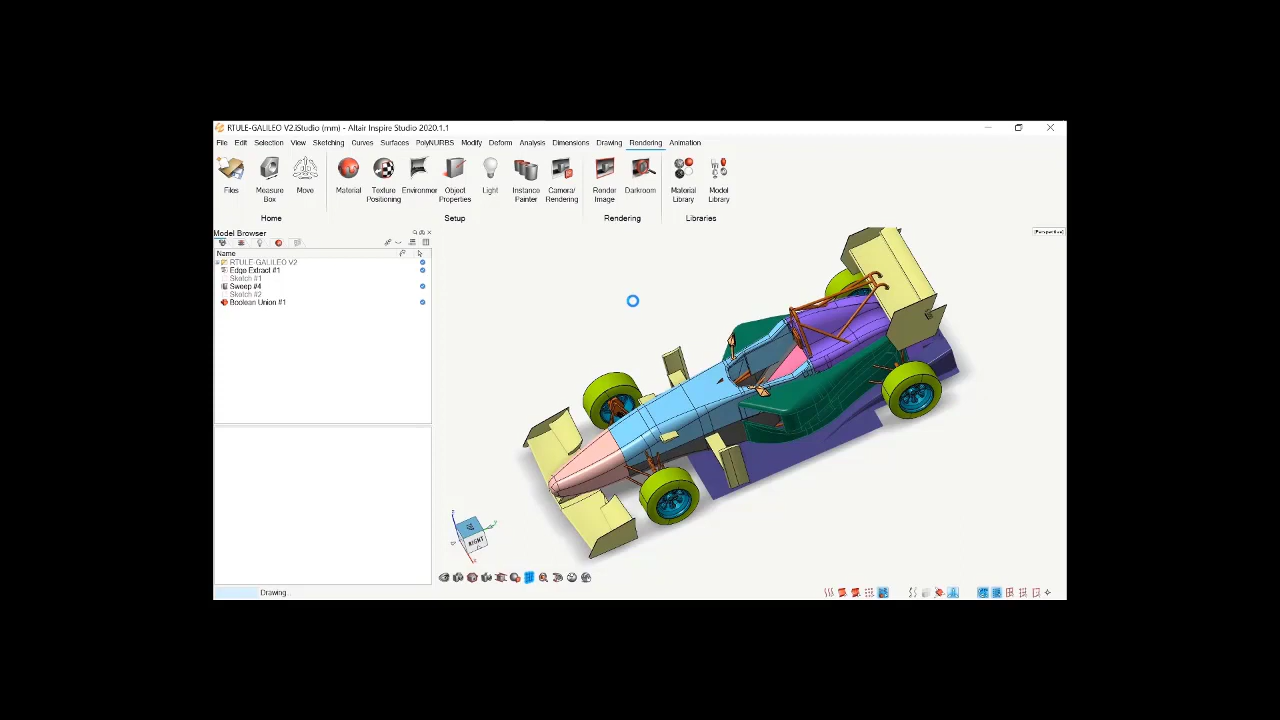 RTULE-GALILEO V2.iStudio (mm) - Altair Inspire Studio 2020.1.1
File Edit Selection View Sketching Curves Surfaces PolyNURBS Modify Deform Analysis Dimensions Drawing Rendering Animation
Files Measure Box Move Material Texture Positioning Environmer Object Properties Light Instance Painter Camera/ Rendering Render Image Darkroom Material Library Model Library
Home Setup Rendering Libraries
Model Browser
[Perspective]
Name
RTULE-GALILEO V2
Edge Extract #1
Sketch #1
Sweep #4
Sketch #2
Boolean Union #1
RIGHT
Drawing...